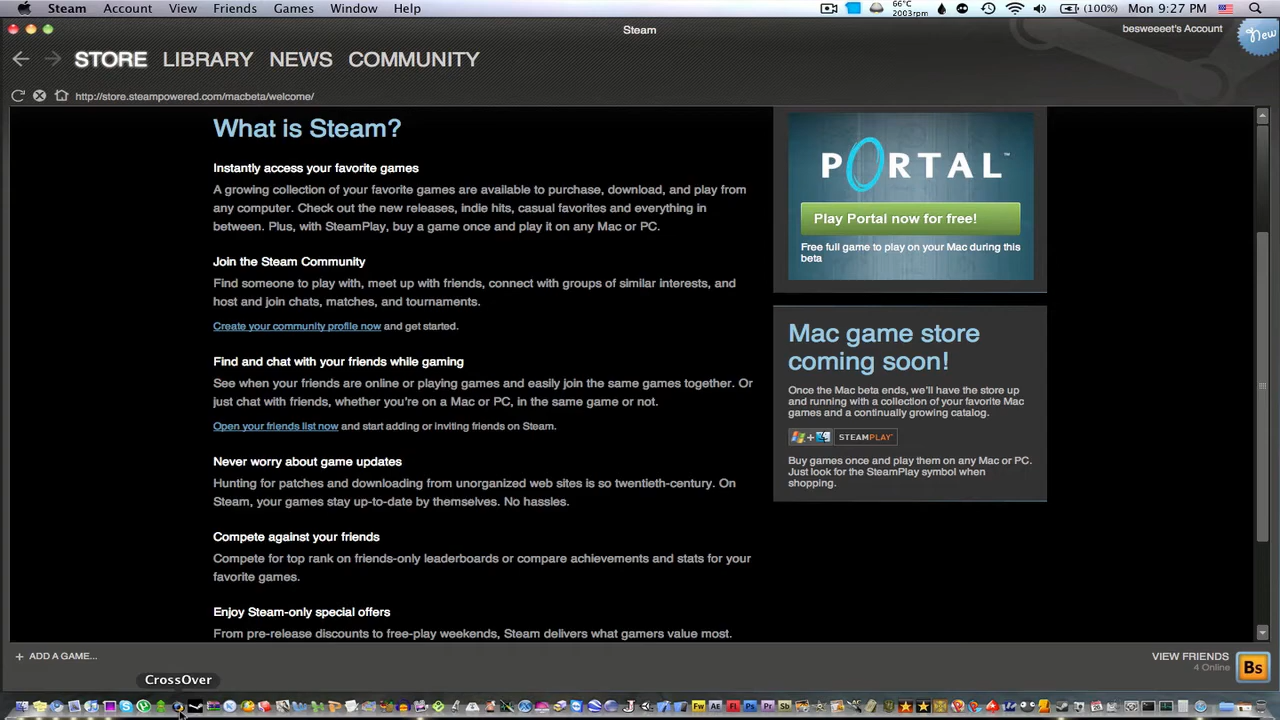 Steam Account View Friends Games Window Help
66°C
2003rpm
(100%) Mon 9:27 PM
Steam
besweeeet's Account
New
STORE LIBRARY NEWS COMMUNITY
http://store.steampowered.com/macbeta/welcome/
What is Steam?
Instantly access your favorite games
A growing collection of your favorite games are available to purchase, download, and play from
any computer. Check out the new releases, indie hits, casual favorites and everything in
between. Plus, with SteamPlay, buy a game once and play it on any Mac or PC.
Join the Steam Community
Find someone to play with, meet up with friends, connect with groups of similar interests, and
host and join chats, matches, and tournaments.
Create your community profile now and get started.
Find and chat with your friends while gaming
See when your friends are online or playing games and easily join the same games together. Or
just chat with friends, whether you're on a Mac or PC, in the same game or not.
Open your friends list now and start adding or inviting friends on Steam.
Never worry about game updates
Hunting for patches and downloading from unorganized web sites is so twentieth-century. On
Steam, your games stay up-to-date by themselves. No hassles.
Compete against your friends
Compete for top rank on friends-only leaderboards or compare achievements and stats for your
favorite games.
Enjoy Steam-only special offers
From pre-release discounts to free-play weekends, Steam delivers what gamers value most.
PORTAL™
Play Portal now for free!
Free full game to play on your Mac during this
beta
Mac game store
coming soon!
Once the Mac beta ends, we'll have the store up
and running with a collection of your favorite Mac
games and a continually growing catalog.
+ STEAMPLAY™
Buy games once and play them on any Mac or PC.
Just look for the SteamPlay symbol when
shopping.
+ ADD A GAME...
VIEW FRIENDS
4 Online
Bs
CrossOver
Fw AE Fl Ps Pr Sb